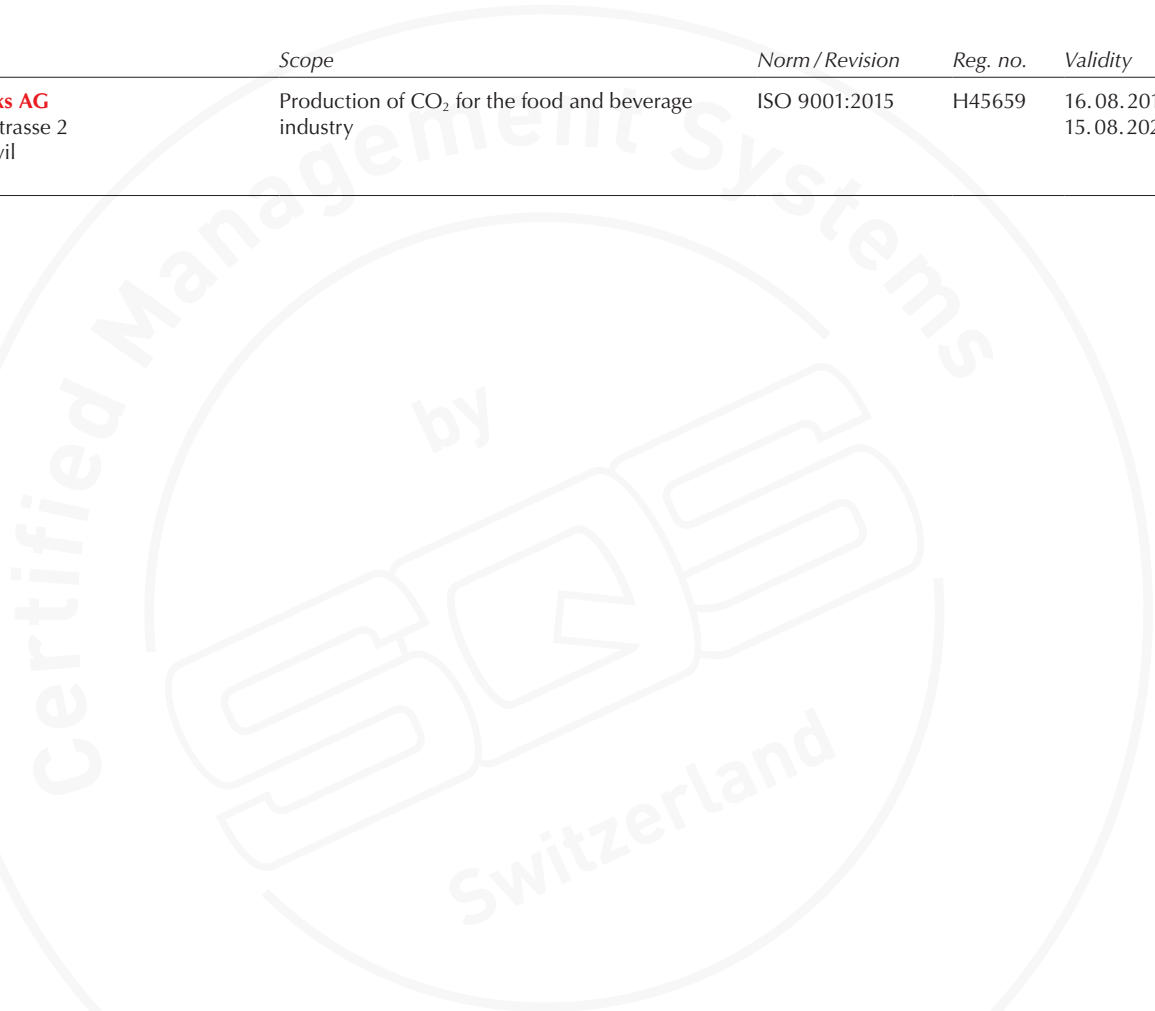 Scope Norm / Revision Reg. no. Validity
ks AG Production of CO₂ for the food and beverage ISO 9001:2015 H45659 16.08.201
trasse 2 industry 15.08.202
vil
Certified Management Systems
by
SQS
Switzerland